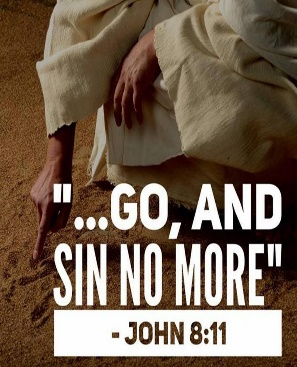 "...GO, AND
SIN NO MORE"
- JOHN 8:11